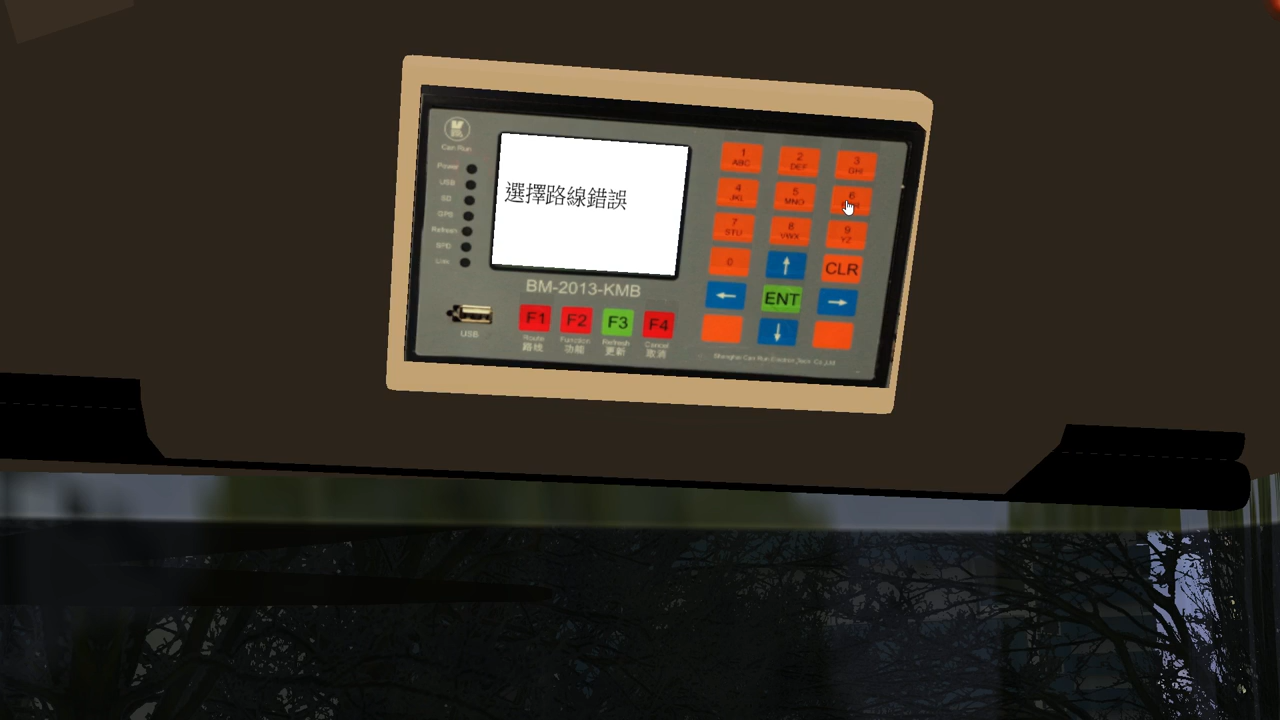 Can Run
Power
USB
SD
GPS
Refresh
GPD
Link
選擇路線錯誤
BM-2013-KMB
USB
F1 F2 F3 F4
Route Function Refresh Cancel
路线 功能 更新 取消
1 2 3
ABC DEF GHI
4 5 6
JKL MNO
7 8 9
STU VWX YZ
0 ↑ CLR
← ENT →
↓